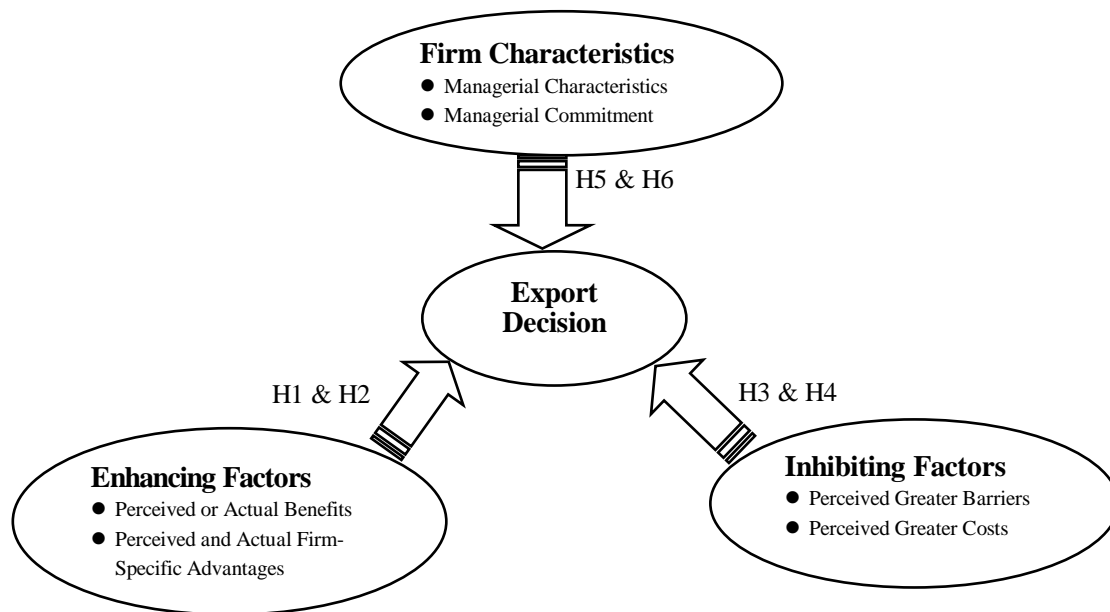 Firm Characteristics
● Managerial Characteristics
● Managerial Commitment
H5 & H6
Export
Decision
H1 & H2
H3 & H4
Enhancing Factors
● Perceived or Actual Benefits
● Perceived and Actual Firm-
Specific Advantages
Inhibiting Factors
● Perceived Greater Barriers
● Perceived Greater Costs